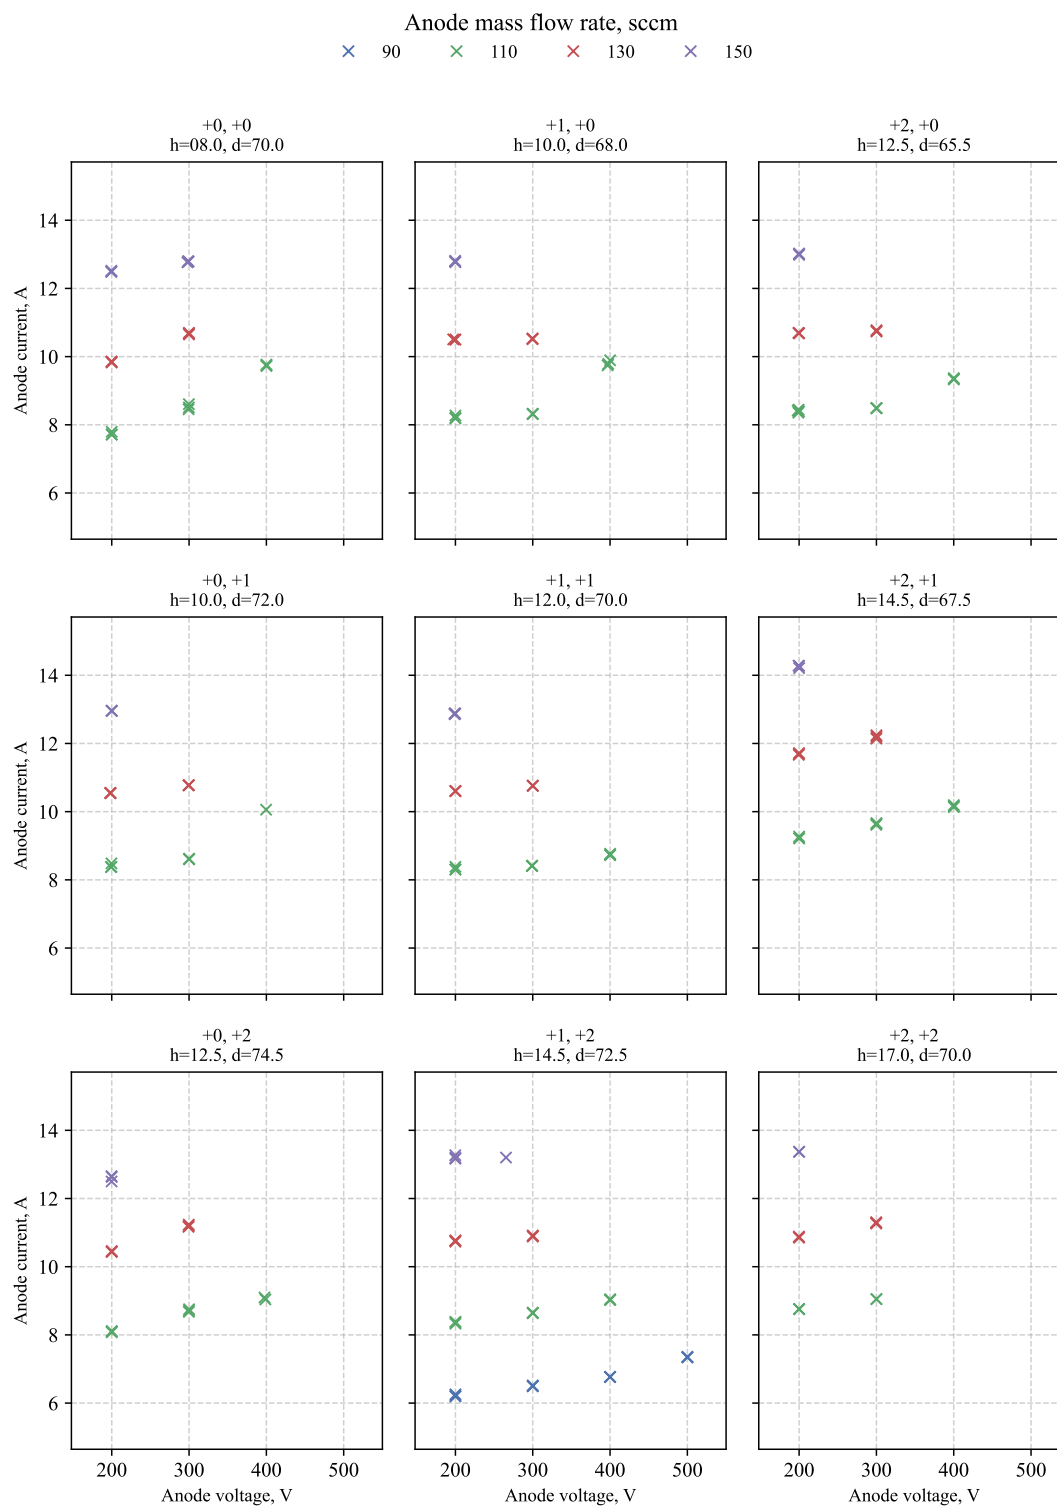 Anode mass flow rate, sccm
90 110 130 150
+0, +0
h=08.0, d=70.0
+1, +0
h=10.0, d=68.0
+2, +0
h=12.5, d=65.5
14
12
10
8
6
Anode current, A
+0, +1
h=10.0, d=72.0
+1, +1
h=12.0, d=70.0
+2, +1
h=14.5, d=67.5
14
12
10
8
6
Anode current, A
+0, +2
h=12.5, d=74.5
+1, +2
h=14.5, d=72.5
+2, +2
h=17.0, d=70.0
14
12
10
8
6
Anode current, A
200 300 400 500
200 300 400 500
200 300 400 500
Anode voltage, V
Anode voltage, V
Anode voltage, V